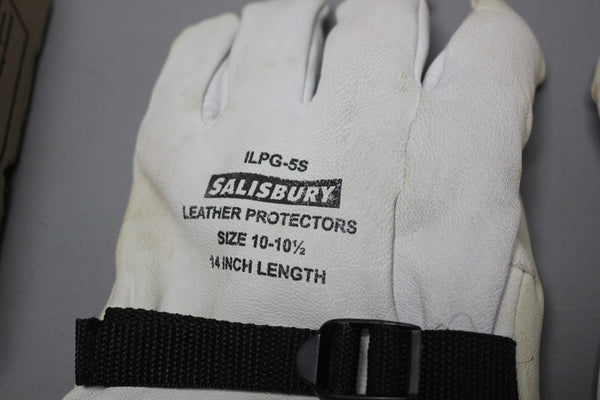 ILPG-5S
SALISBURY
LEATHER PROTECTORS
SIZE 10-10½
14 INCH LENGTH